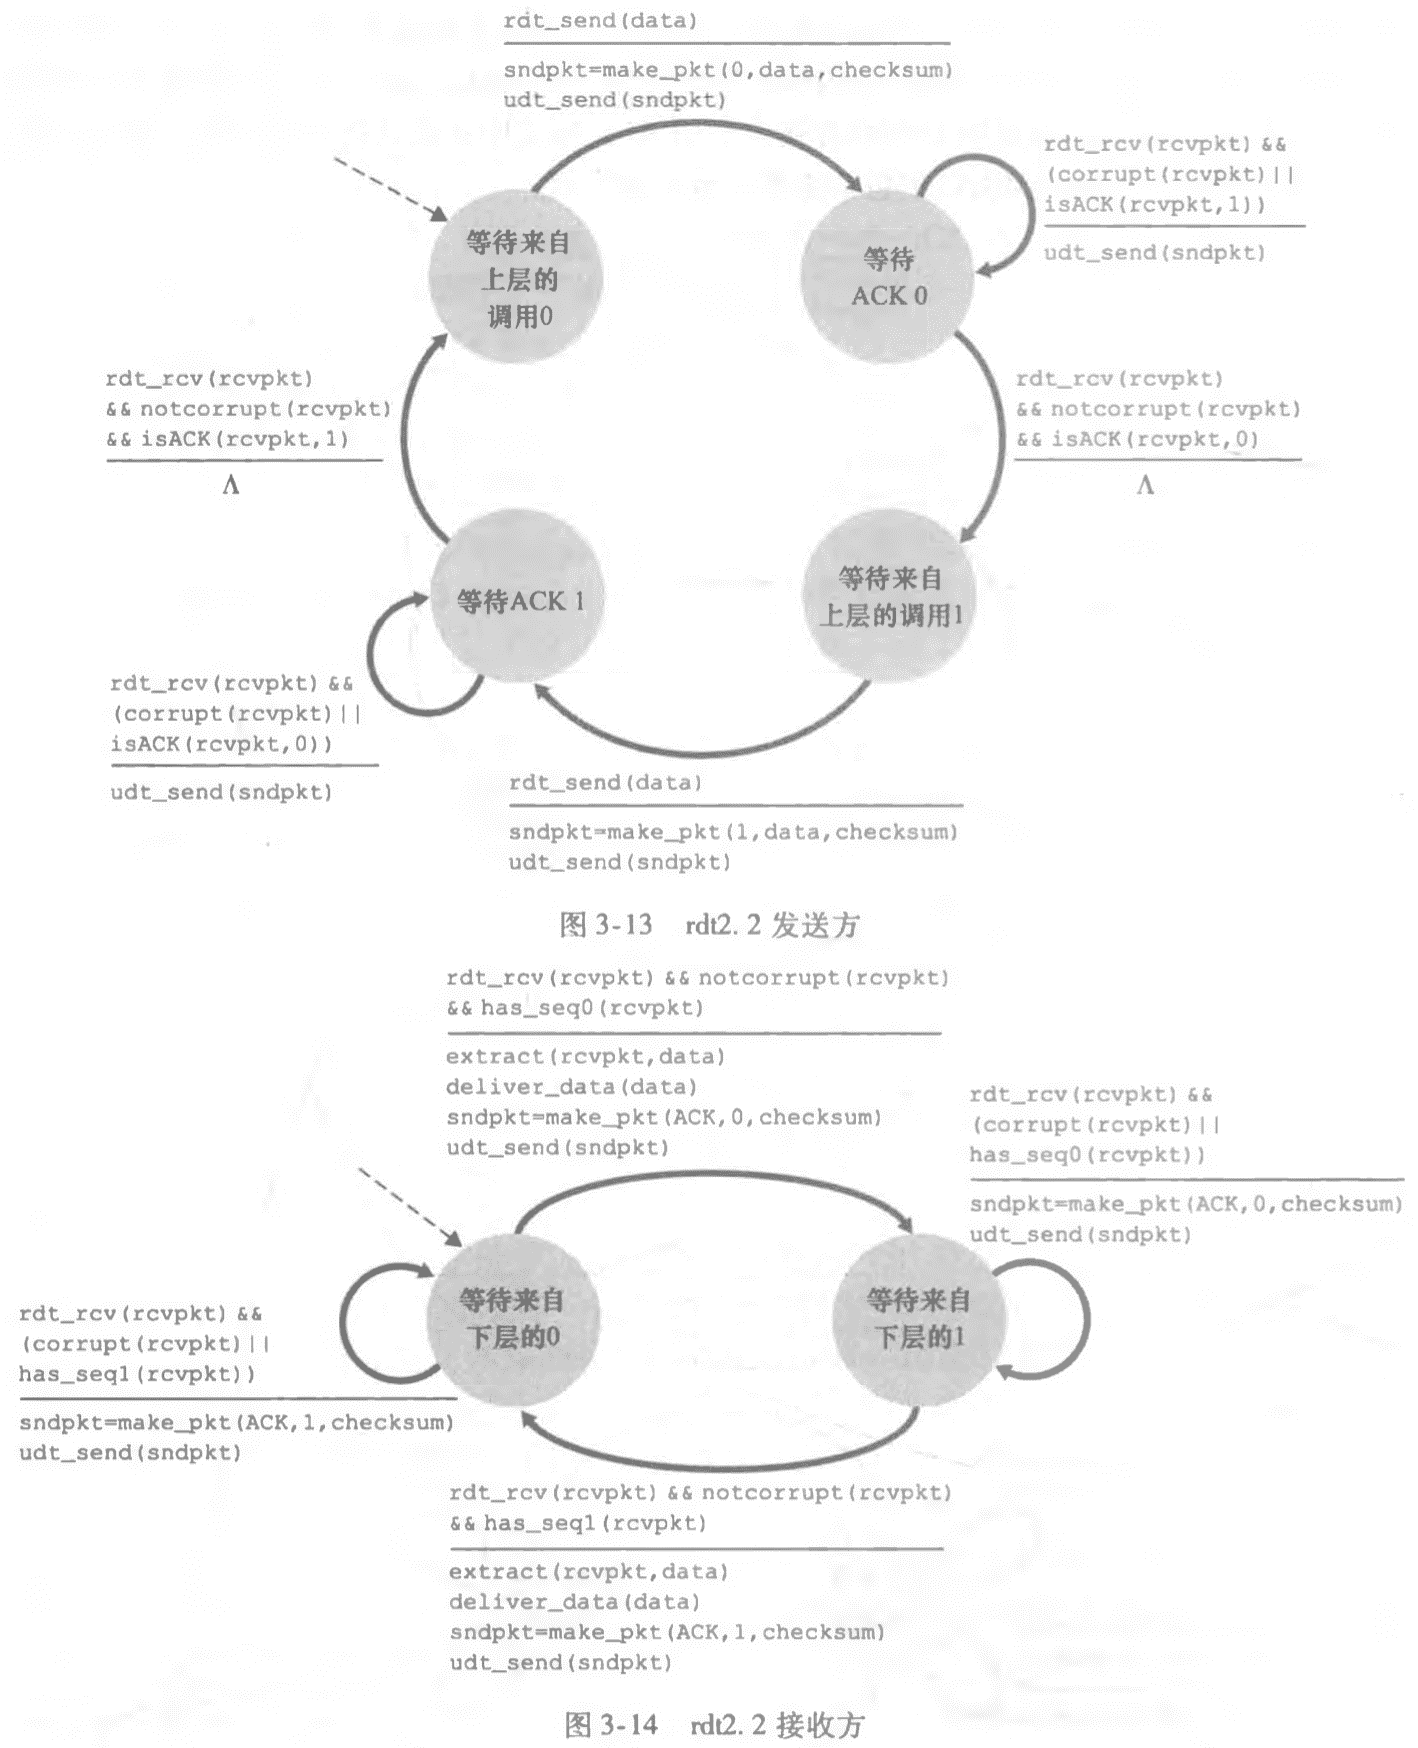 rdt_send(data)
sndpkt=make_pkt(0,data,checksum)
udt_send(sndpkt)
rdt_rcv(rcvpkt) &&
(corrupt(rcvpkt)||
isACK(rcvpkt,1))
udt_send(sndpkt)
等待来自
上层的
调用0
等待
ACK 0
rdt_rcv(rcvpkt)
&& notcorrupt(rcvpkt)
&& isACK(rcvpkt,1)
Λ
rdt_rcv(rcvpkt)
&& notcorrupt(rcvpkt)
&& isACK(rcvpkt,0)
Λ
等待ACK 1
等待来自
上层的调用1
rdt_rcv(rcvpkt) &&
(corrupt(rcvpkt)||
isACK(rcvpkt,0))
udt_send(sndpkt)
rdt_send(data)
sndpkt=make_pkt(1,data,checksum)
udt_send(sndpkt)
图 3-13 rdt2. 2 发送方
rdt_rcv(rcvpkt) && notcorrupt(rcvpkt)
&& has_seq0(rcvpkt)
extract(rcvpkt,data)
deliver_data(data)
sndpkt=make_pkt(ACK,0,checksum)
udt_send(sndpkt)
rdt_rcv(rcvpkt) &&
(corrupt(rcvpkt)||
has_seq0(rcvpkt))
sndpkt=make_pkt(ACK,0,checksum)
udt_send(sndpkt)
等待来自
下层的0
等待来自
下层的1
rdt_rcv(rcvpkt) &&
(corrupt(rcvpkt)||
has_seq1(rcvpkt))
sndpkt=make_pkt(ACK,1,checksum)
udt_send(sndpkt)
rdt_rcv(rcvpkt) && notcorrupt(rcvpkt)
&& has_seq1(rcvpkt)
extract(rcvpkt,data)
deliver_data(data)
sndpkt=make_pkt(ACK,1,checksum)
udt_send(sndpkt)
图 3-14 rdt2. 2 接收方